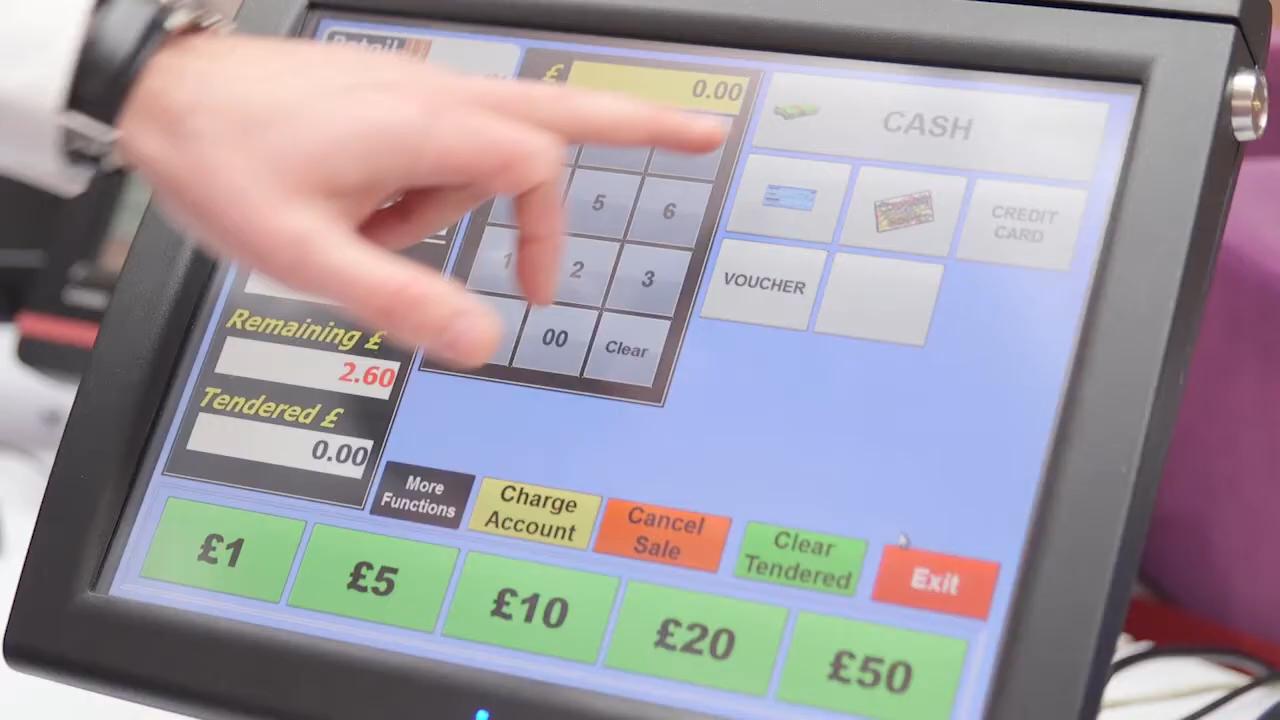 Retail
£ 0.00
CASH
5
6
CREDIT
CARD
1
2
3
VOUCHER
00
Clear
Remaining £
2.60
Tendered £
0.00
More
Functions
Charge
Account
Cancel
Sale
Clear
Tendered
Exit
£1
£5
£10
£20
£50